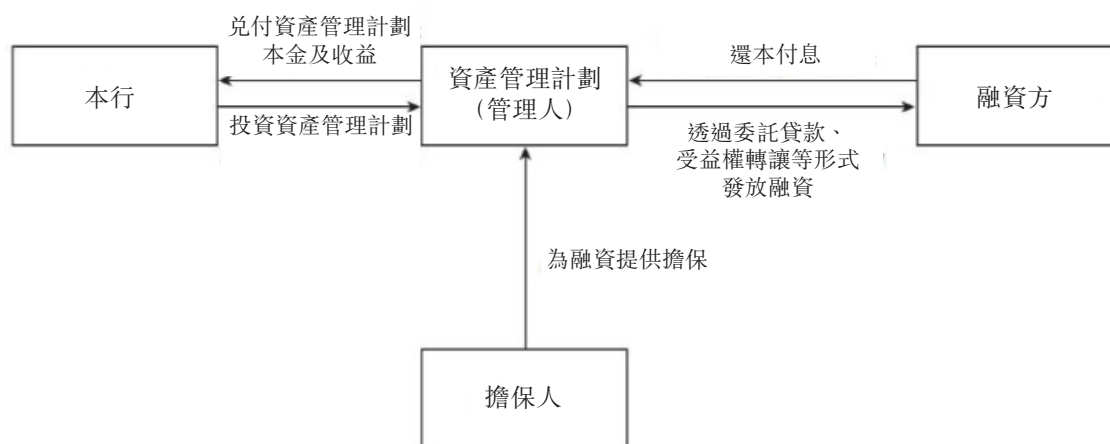 兑付資產管理計劃
本金及收益
本行
投資資產管理計劃
資產管理計劃
(管理人)
還本付息
透過委託貸款、
受益權轉讓等形式
發放融資
融資方
為融資提供擔保
擔保人